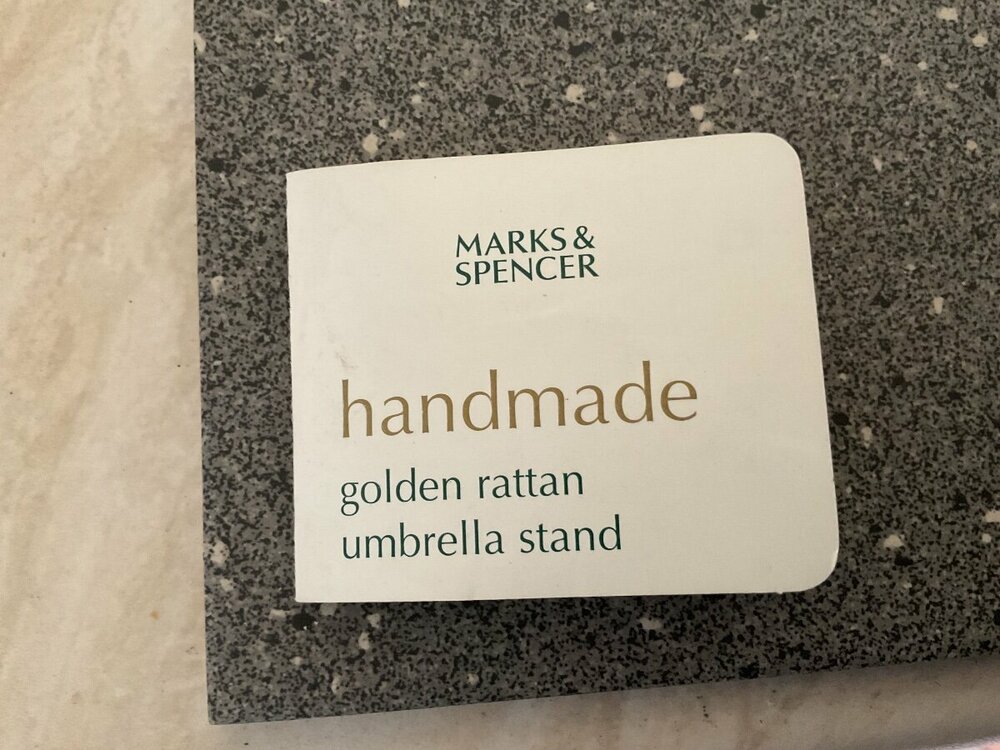 MARKS &
SPENCER
handmade
golden rattan
umbrella stand